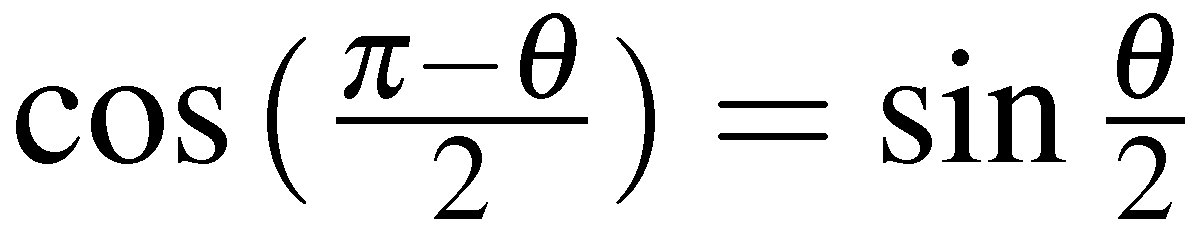 cos (π−θ/2) = sin θ/2